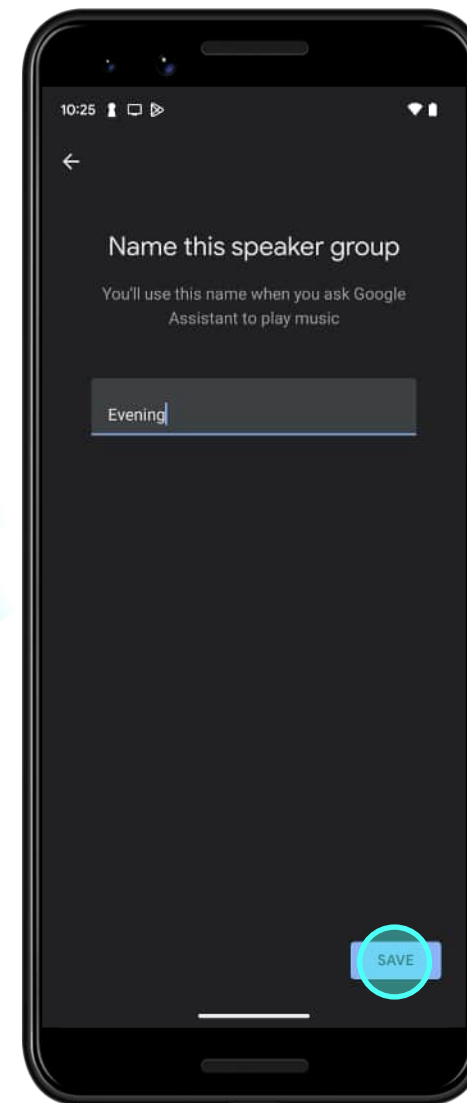 10:25
Name this speaker group
You'll use this name when you ask Google
Assistant to play music
Evening
SAVE